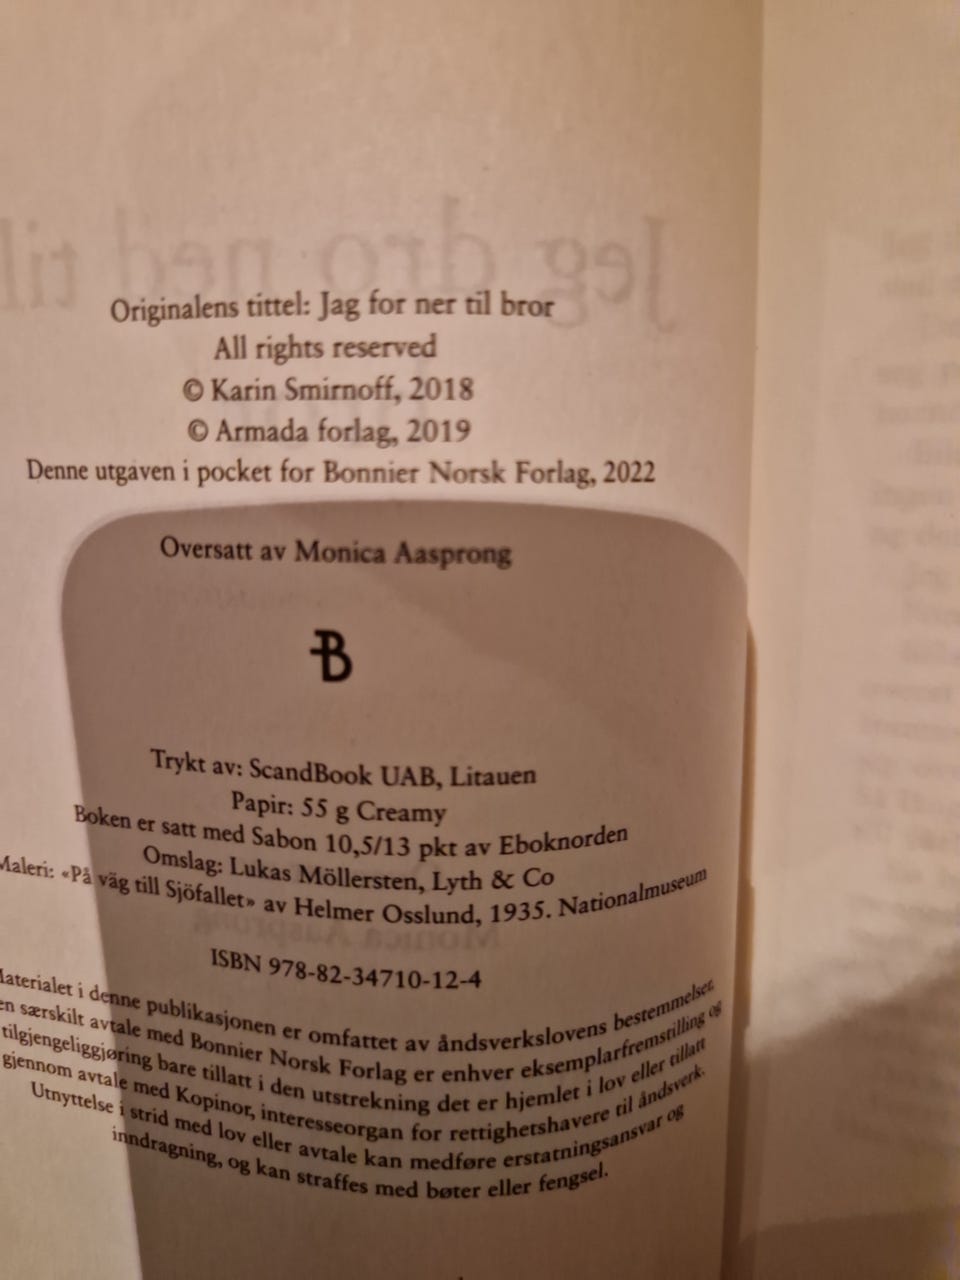 Originalens tittel: Jag for ner til bror
All rights reserved
© Karin Smirnoff, 2018
© Armada forlag, 2019
Denne utgaven i pocket for Bonnier Norsk Forlag, 2022
Oversatt av Monica Aasprong
B
Trykt av: ScandBook UAB, Litauen
Papir: 55 g Creamy
Boken er satt med Sabon 10,5/13 pkt av Eboknorden
Omslag: Lukas Möllersten, Lyth & Co
Maleri: «På väg till Sjöfallet» av Helmer Osslund, 1935. Nationalmuseum
ISBN 978-82-34710-12-4
Materialet i denne publikasjonen er omfattet av åndsverkslovens bestemmelser.
særskilt avtale med Bonnier Norsk Forlag er enhver eksemplarfremstilling og
tilgjengeliggjøring bare tillatt i den utstrekning det er hjemlet i lov eller tillatt
gjennom avtale med Kopinor, interesseorgan for rettighetshavere til åndsverk.
Utnyttelse i strid med lov eller avtale kan medføre erstatningsansvar og
inndragning, og kan straffes med bøter eller fengsel.